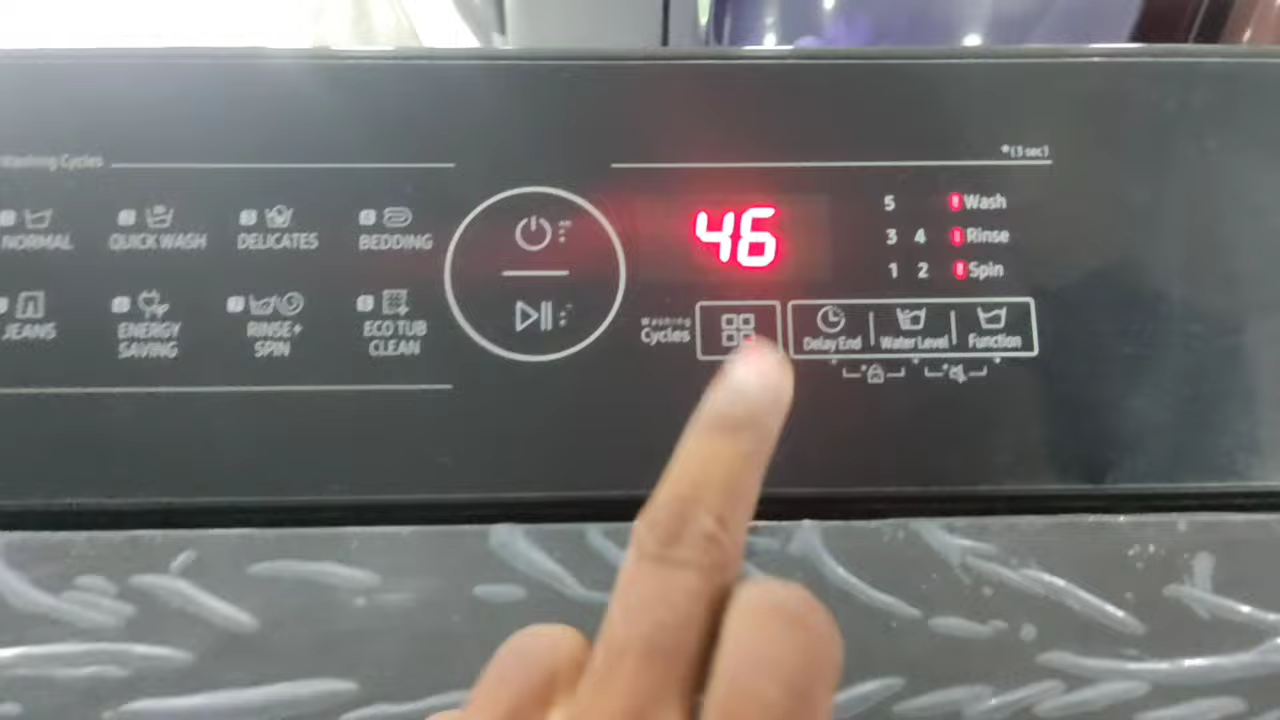 Washing Cycles
*(3 sec)
NORMAL
QUICK WASH
DELICATES
BEDDING
JEANS
ENERGY
SAVING
RINSE+
SPIN
ECO TUB
CLEAN
46
5
Wash
3 4
Rinse
1 2
Spin
Washing
Cycles
Delay End
Water Level
Function